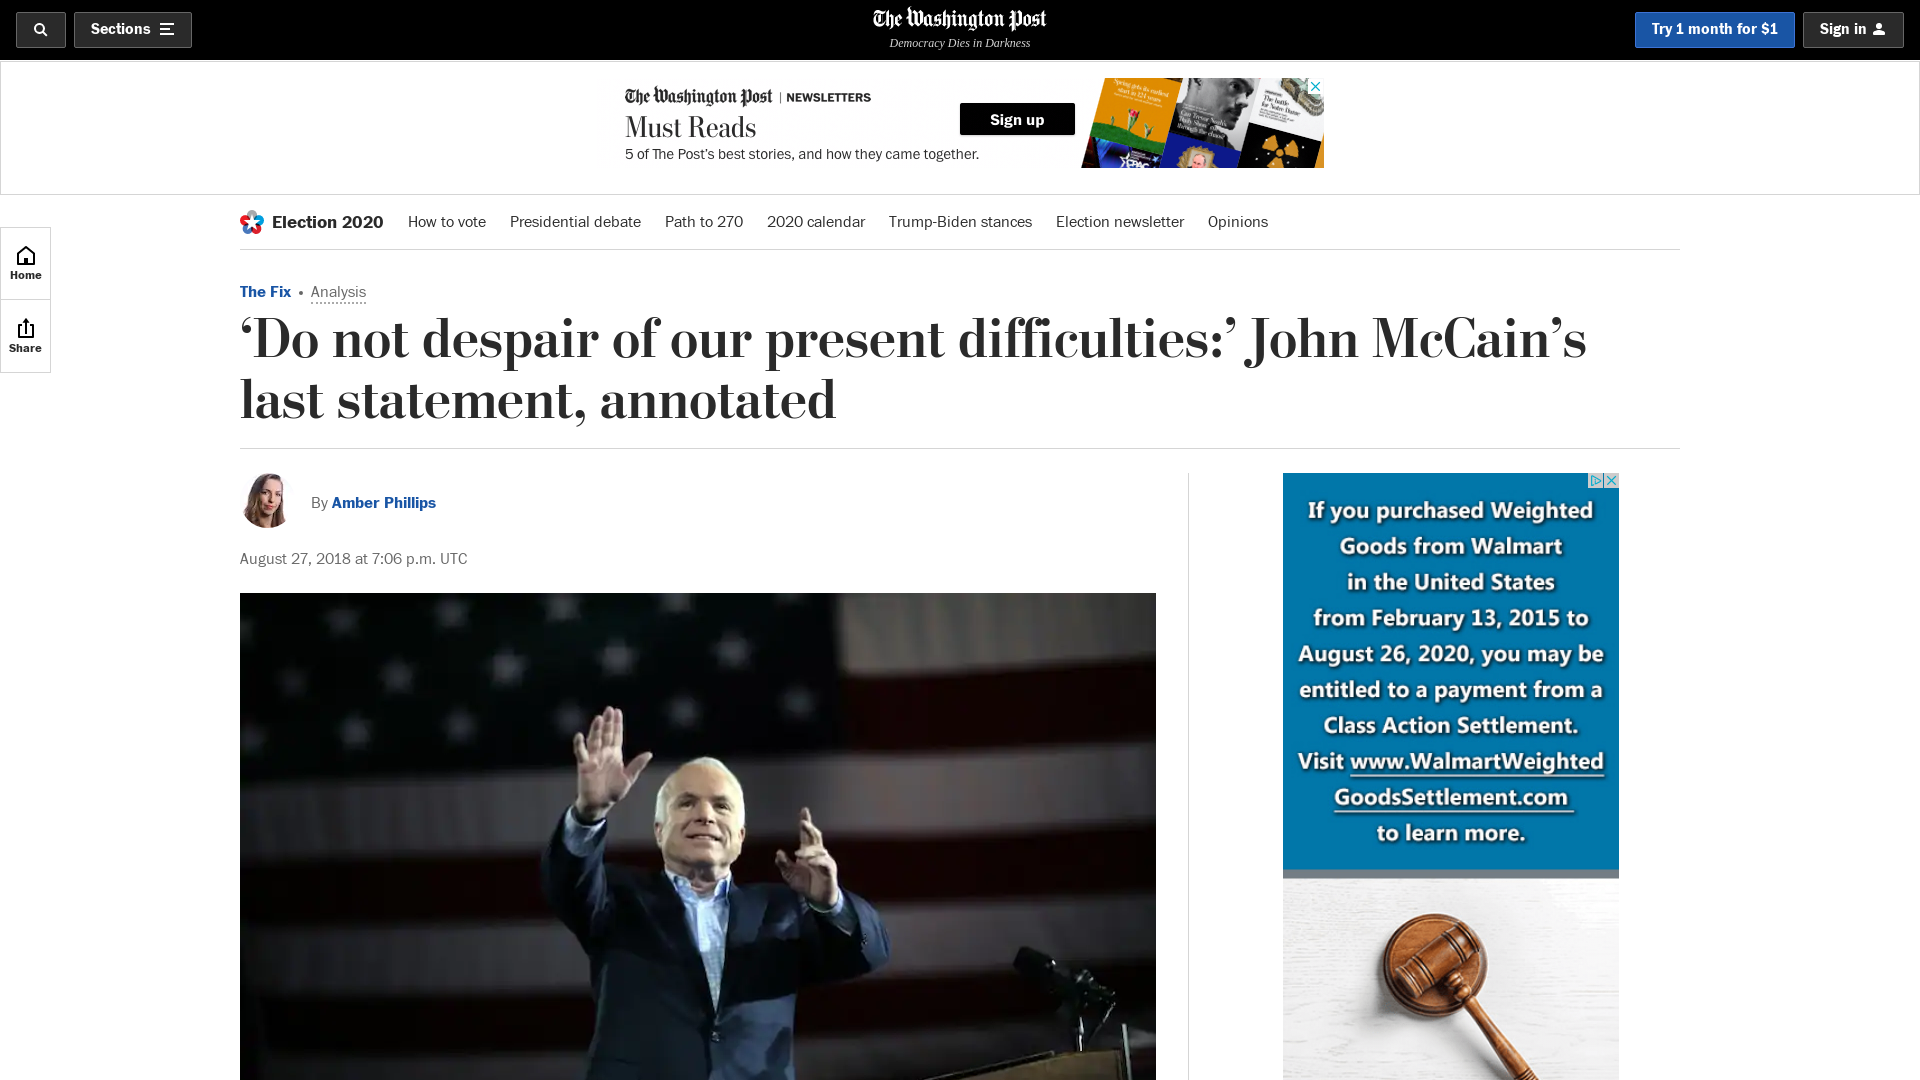 Sections
The Washington Post
Democracy Dies in Darkness
Try 1 month for $1
Sign in
The Washington Post | NEWSLETTERS
Must Reads
5 of The Post's best stories, and how they came together.
Sign up
Election 2020
How to vote
Presidential debate
Path to 270
2020 calendar
Trump-Biden stances
Election newsletter
Opinions
Home
Share
The Fix • Analysis
‘Do not despair of our present difficulties:’ John McCain’s
last statement, annotated
By Amber Phillips
August 27, 2018 at 7:06 p.m. UTC
If you purchased Weighted
Goods from Walmart
in the United States
from February 13, 2015 to
August 26, 2020, you may be
entitled to a payment from a
Class Action Settlement.
Visit www.WalmartWeighted
GoodsSettlement.com
to learn more.